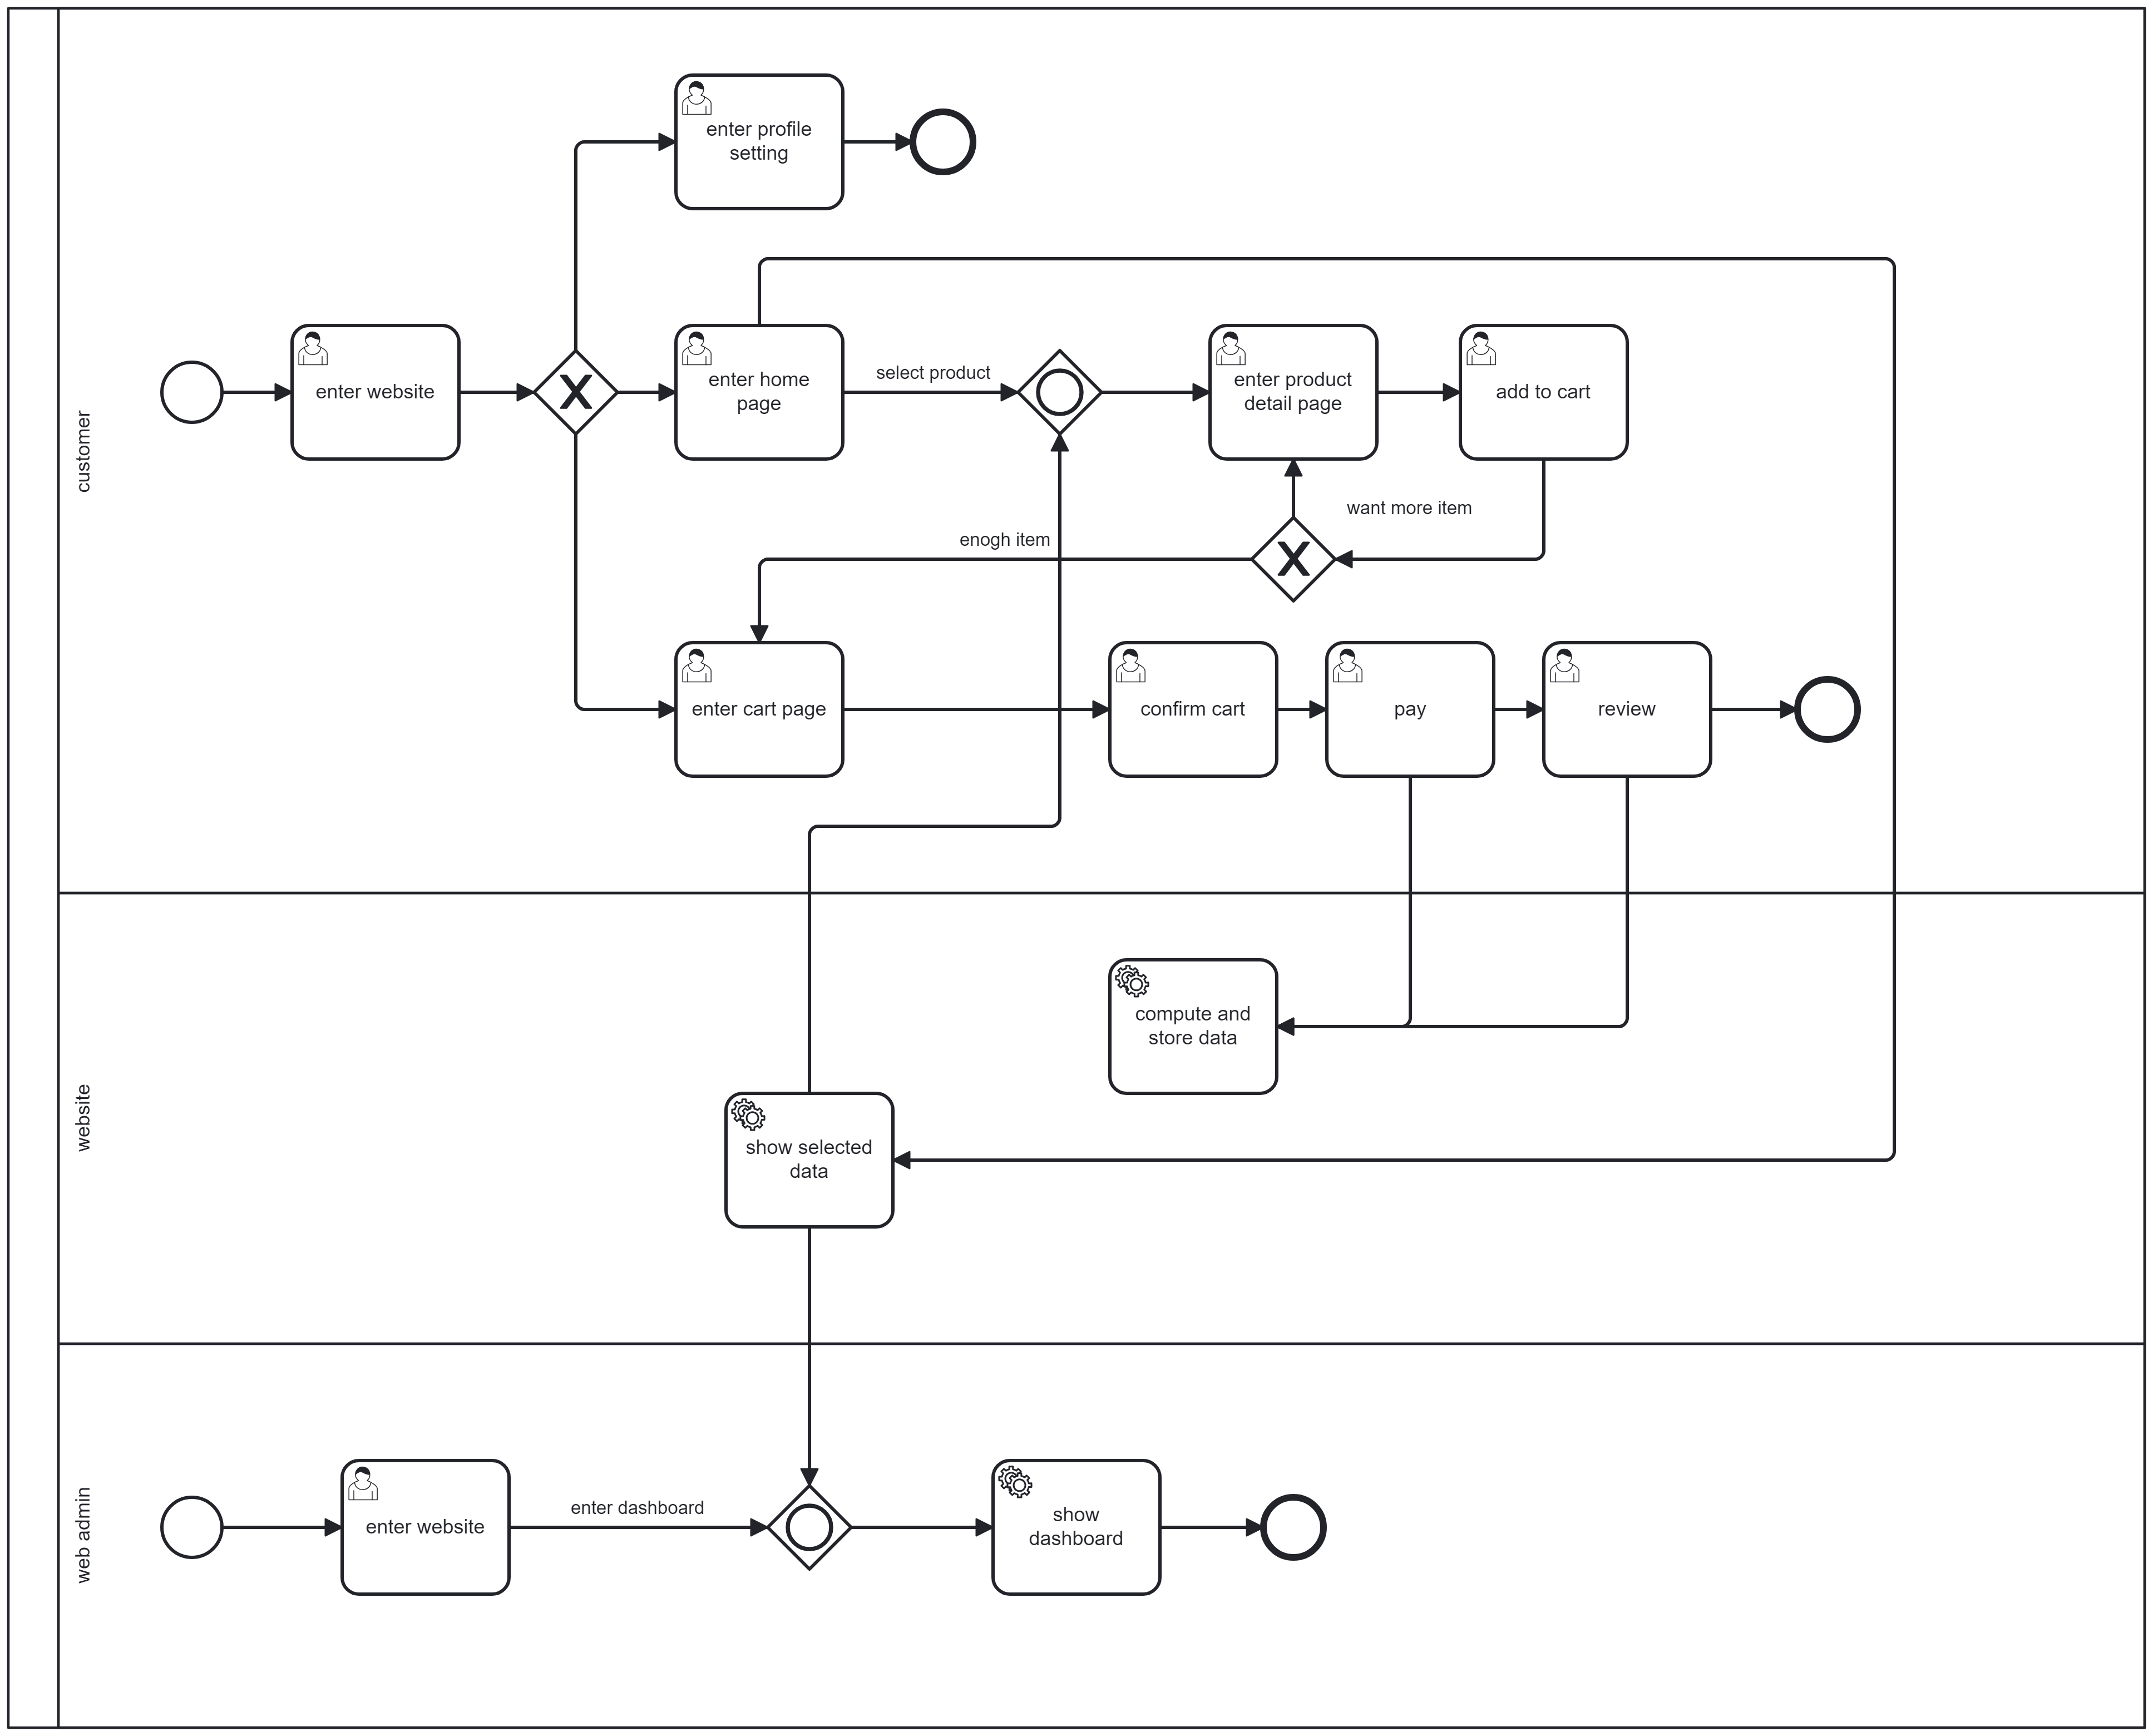 customer
enter profile
setting
enter website
enter home
page
select product
enter product
detail page
add to cart
want more item
enogh item
enter cart page
confirm cart
pay
review
website
compute and
store data
show selected
data
web admin
enter website
enter dashboard
show
dashboard